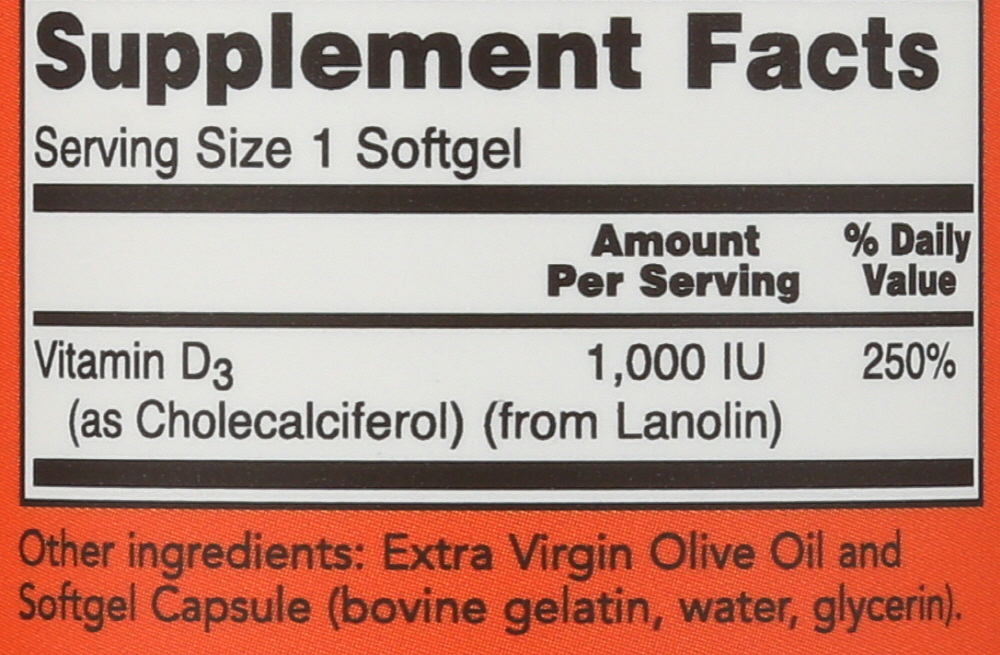 Supplement Facts
Serving Size 1 Softgel
Amount Per Serving % Daily Value
Vitamin D3 1,000 IU 250%
(as Cholecalciferol) (from Lanolin)
Other ingredients: Extra Virgin Olive Oil and
Softgel Capsule (bovine gelatin, water, glycerin).